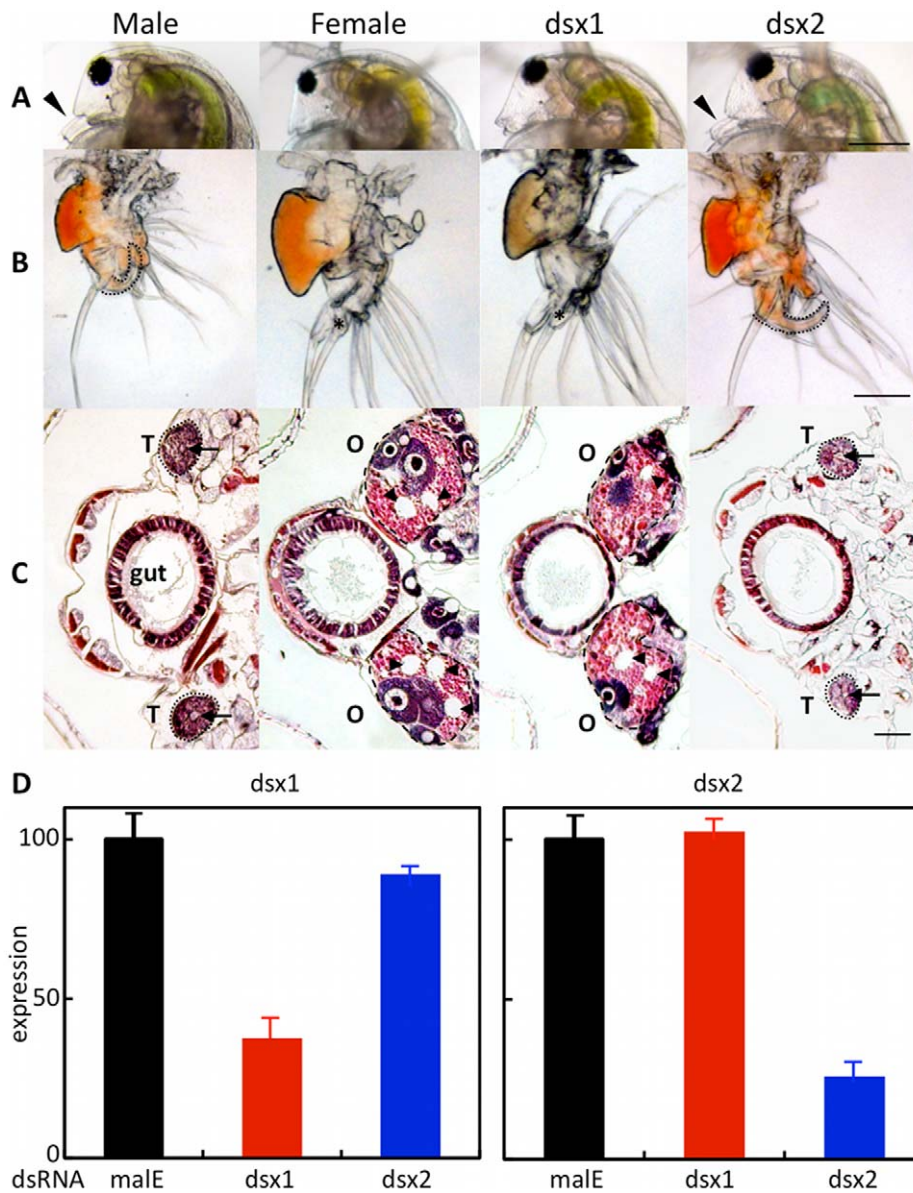 Male Female dsx1 dsx2
A
B
*
*
C
T O O T
gut
T O O T
D
dsx1 dsx2
100
50
0
expression
dsRNA malE dsx1 dsx2 malE dsx1 dsx2